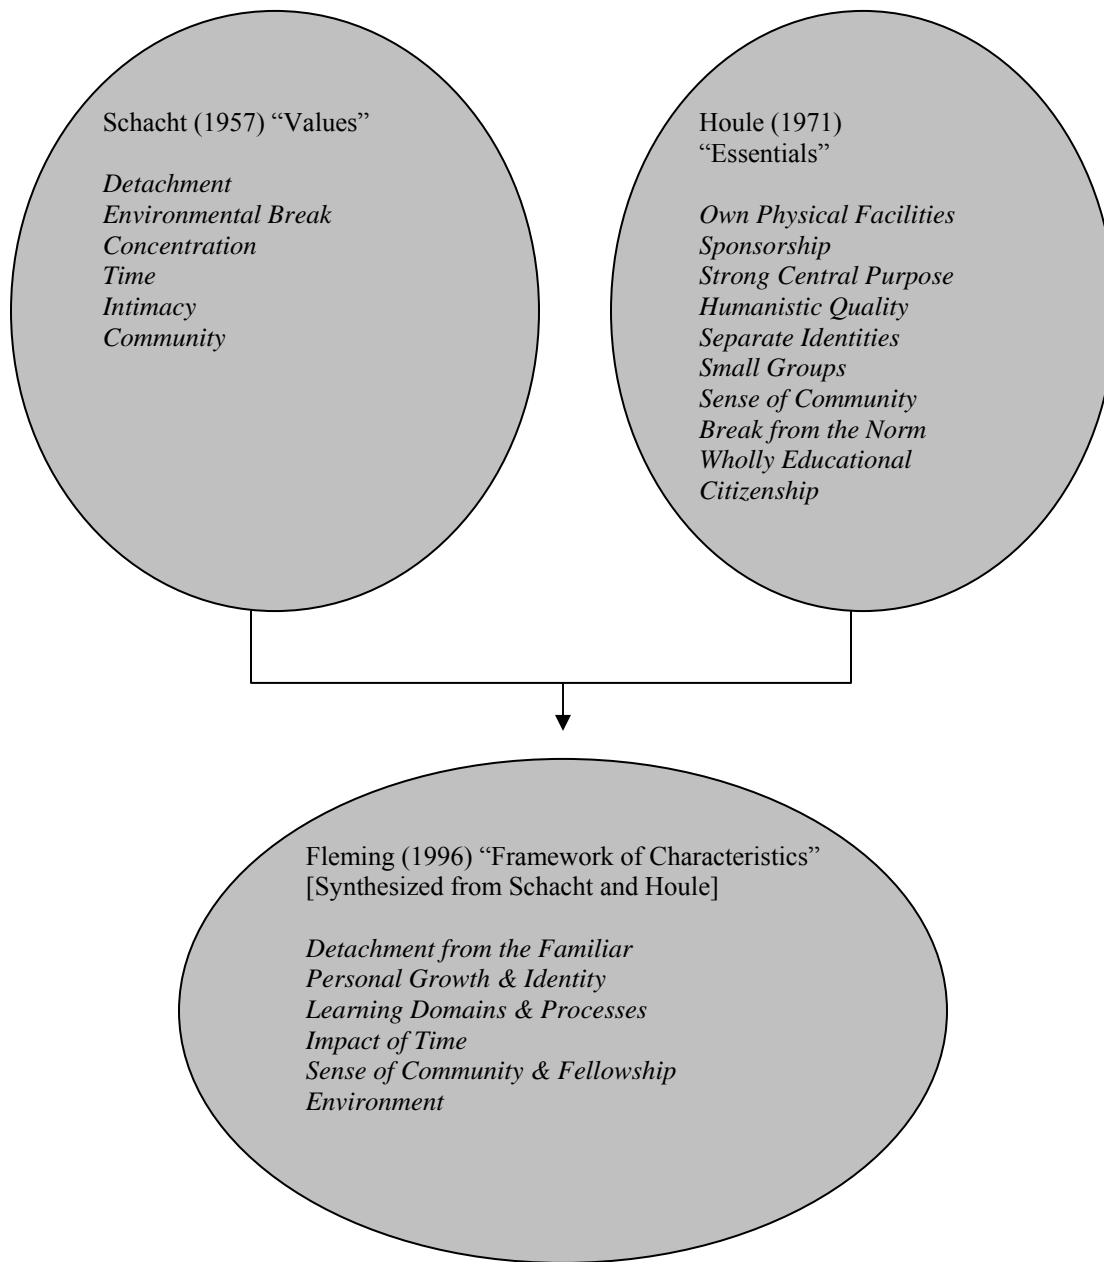 Schacht (1957) “Values”
Detachment
Environmental Break
Concentration
Time
Intimacy
Community
Houle (1971)
“Essentials”
Own Physical Facilities
Sponsorship
Strong Central Purpose
Humanistic Quality
Separate Identities
Small Groups
Sense of Community
Break from the Norm
Wholly Educational
Citizenship
Fleming (1996) “Framework of Characteristics”
[Synthesized from Schacht and Houle]
Detachment from the Familiar
Personal Growth & Identity
Learning Domains & Processes
Impact of Time
Sense of Community & Fellowship
Environment